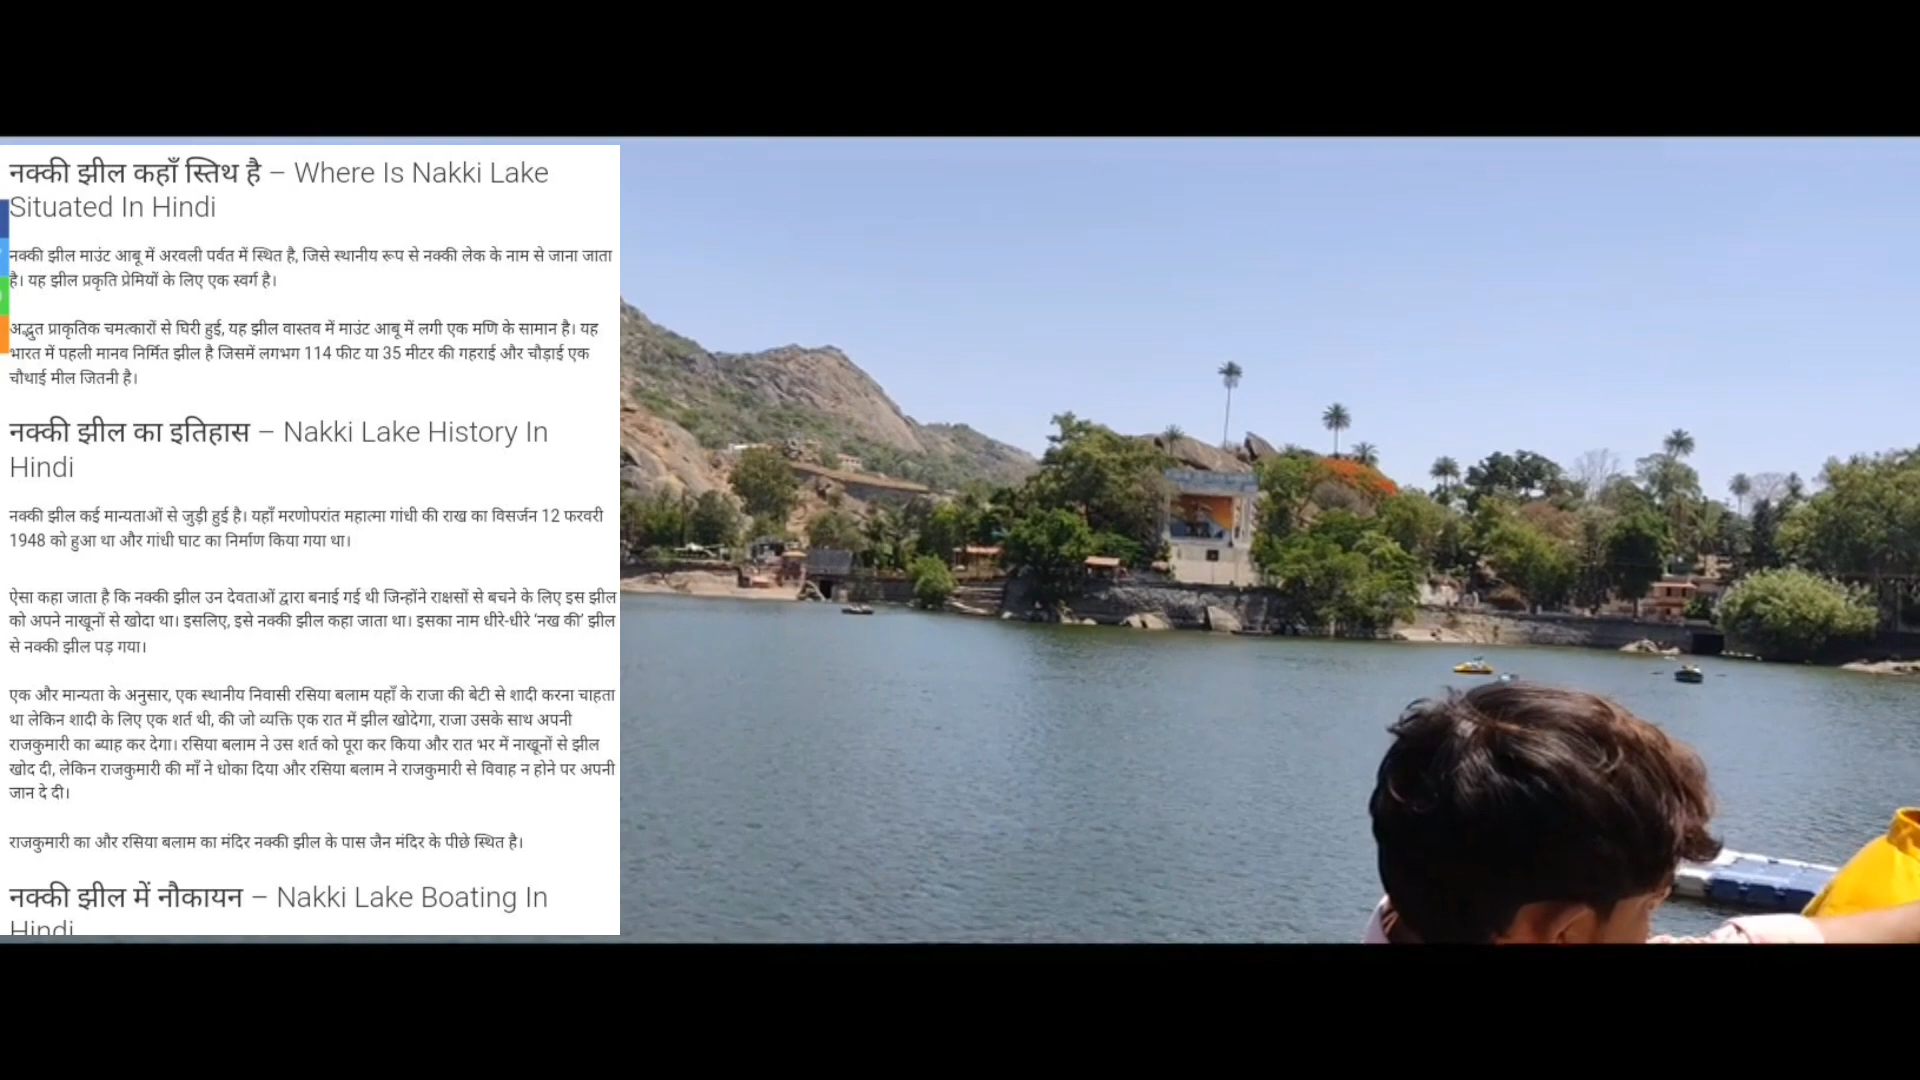 नक्की झील कहाँ स्तिथ है – Where Is Nakki Lake
Situated In Hindi
नक्की झील माउंट आबू में अरवली पर्वत में स्थित है, जिसे स्थानीय रूप से नक्की लेक के नाम से जाना जाता
है। यह झील प्रकृति प्रेमियों के लिए एक स्वर्ग है।
अद्भुत प्राकृतिक चमत्कारों से घिरी हुई, यह झील वास्तव में माउंट आबू में लगी एक मणि के सामान है। यह
भारत में पहली मानव निर्मित झील है जिसमें लगभग 114 फीट या 35 मीटर की गहराई और चौड़ाई एक
चौथाई मील जितनी है।
नक्की झील का इतिहास – Nakki Lake History In
Hindi
नक्की झील कई मान्यताओं से जुड़ी हुई है। यहाँ मरणोपरांत महात्मा गांधी की राख का विसर्जन 12 फरवरी
1948 को हुआ था और गांधी घाट का निर्माण किया गया था।
ऐसा कहा जाता है कि नक्की झील उन देवताओं द्वारा बनाई गई थी जिन्होंने राक्षसों से बचने के लिए इस झील
को अपने नाखूनों से खोदा था। इसलिए, इसे नक्की झील कहा जाता था। इसका नाम धीरे-धीरे ‘नख की’ झील
से नक्की झील पड़ गया।
एक और मान्यता के अनुसार, एक स्थानीय निवासी रसिया बलाम यहाँ के राजा की बेटी से शादी करना चाहता
था लेकिन शादी के लिए एक शर्त थी, की जो व्यक्ति एक रात में झील खोदेगा, राजा उसके साथ अपनी
राजकुमारी का ब्याह कर देगा। रसिया बलाम ने उस शर्त को पूरा कर किया और रात भर में नाखूनों से झील
खोद दी, लेकिन राजकुमारी की माँ ने धोका दिया और रसिया बलाम ने राजकुमारी से विवाह न होने पर अपनी
जान दे दी।
राजकुमारी का और रसिया बलाम का मंदिर नक्की झील के पास जैन मंदिर के पीछे स्थित है।
नक्की झील में नौकायन – Nakki Lake Boating In
Hindi